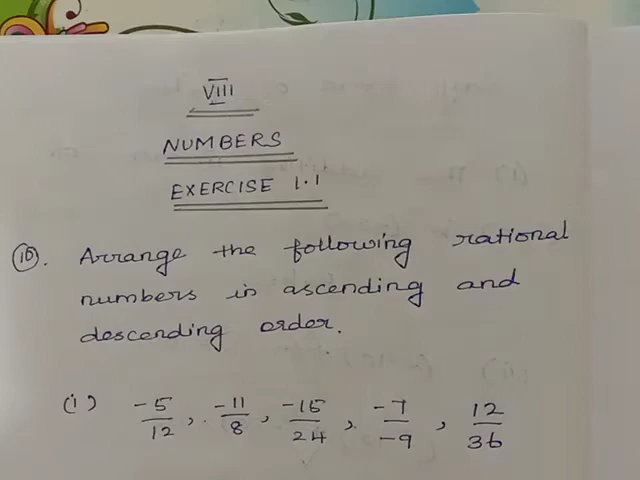 VIII
NUMBERS
EXERCISE 1.1
10. Arrange the following rational
numbers in ascending and
descending order.
(i) -5/12, -11/8, -15/24, -7/-9, 12/36